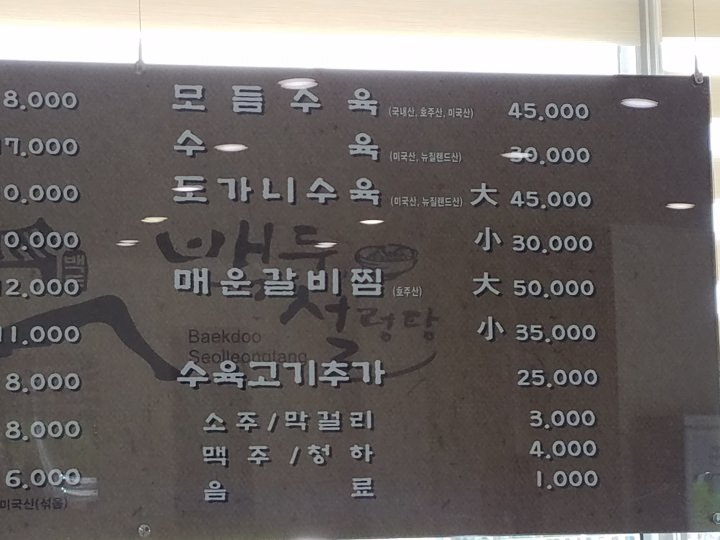 8.000
17.000
0.000
0.000
12.000
11.000
8.000
8.000
6.000
미국산(섞음)
모듬수육 (국내산, 호주산, 미국산) 45.000
수육 (미국산, 뉴질랜드산) 30.000
도가니수육 (미국산, 뉴질랜드산) 大 45.000
小 30.000
매운갈비찜 (호주산) 大 50.000
小 35.000
수육고기추가 25.000
소주/막걸리 3.000
맥주/청하 4.000
음료 1.000
백두
설렁탕
Baekdoo
Seolleongtang